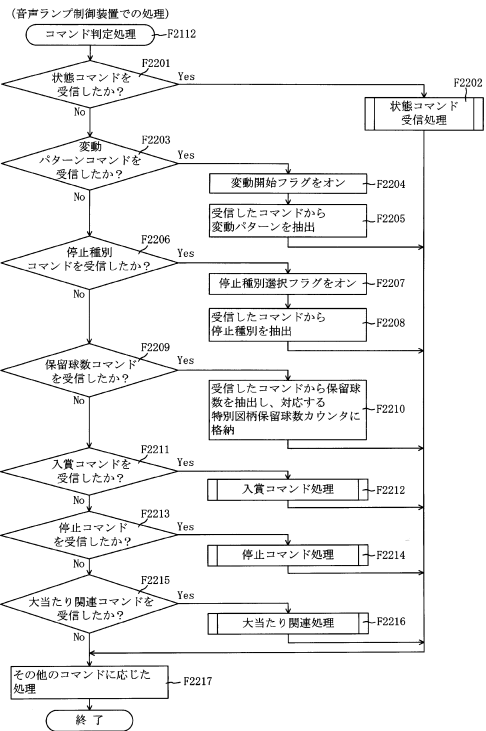 (音声ランプ制御装置での処理)
コマンド判定処理
F2112
F2201
状態コマンドを
受信したか?
Yes
No
F2202
状態コマンド
受信処理
F2203
変動
パターンコマンドを
受信したか?
Yes
No
変動開始フラグをオン
F2204
受信したコマンドから
変動パターンを抽出
F2205
F2206
停止種別
コマンドを受信したか?
Yes
No
停止種別選択フラグをオン
F2207
受信したコマンドから
停止種別を抽出
F2208
F2209
保留球数コマンド
を受信したか?
Yes
No
受信したコマンドから保留球
数を抽出し、対応する
特別図柄保留球数カウンタに
格納
F2210
F2211
入賞コマンドを
受信したか?
Yes
No
入賞コマンド処理
F2212
F2213
停止コマンド
を受信したか?
Yes
No
停止コマンド処理
F2214
F2215
大当たり関連コマンドを
受信したか?
Yes
No
大当たり関連処理
F2216
その他のコマンドに応じた
処理
F2217
終了